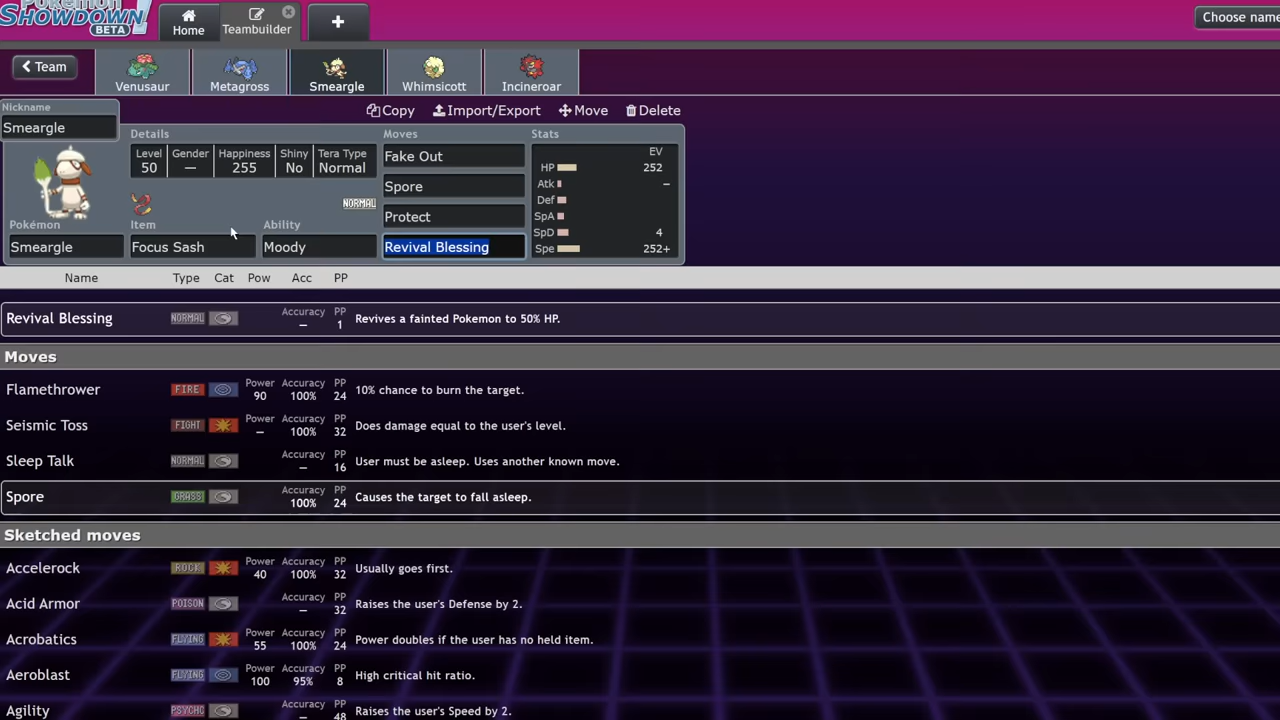 Pokémon
SHOWDOWN!
BETA
Home
Teambuilder
+
Choose name
Team
Venusaur
Metagross
Smeargle
Whimsicott
Incineroar
Nickname
Smeargle
Copy
Import/Export
Move
Delete
Details
Level Gender Happiness Shiny Tera Type
50 — 255 No Normal
NORMAL
Pokémon
Smeargle
Item
Focus Sash
Ability
Moody
Moves
Fake Out
Spore
Protect
Revival Blessing
Stats
EV
HP 252
Atk –
Def
SpA
SpD 4
Spe 252+
Name Type Cat Pow Acc PP
Revival Blessing NORMAL Accuracy — PP 1 Revives a fainted Pokemon to 50% HP.
Moves
Flamethrower FIRE Power 90 Accuracy 100% PP 24 10% chance to burn the target.
Seismic Toss FIGHT Power — Accuracy 100% PP 32 Does damage equal to the user's level.
Sleep Talk NORMAL Accuracy — PP 16 User must be asleep. Uses another known move.
Spore GRASS Accuracy 100% PP 24 Causes the target to fall asleep.
Sketched moves
Accelerock ROCK Power 40 Accuracy 100% PP 32 Usually goes first.
Acid Armor POISON Accuracy — PP 32 Raises the user's Defense by 2.
Acrobatics FLYING Power 55 Accuracy 100% PP 24 Power doubles if the user has no held item.
Aeroblast FLYING Power 100 Accuracy 95% PP 8 High critical hit ratio.
Agility PSYCHC Accuracy — PP 48 Raises the user's Speed by 2.